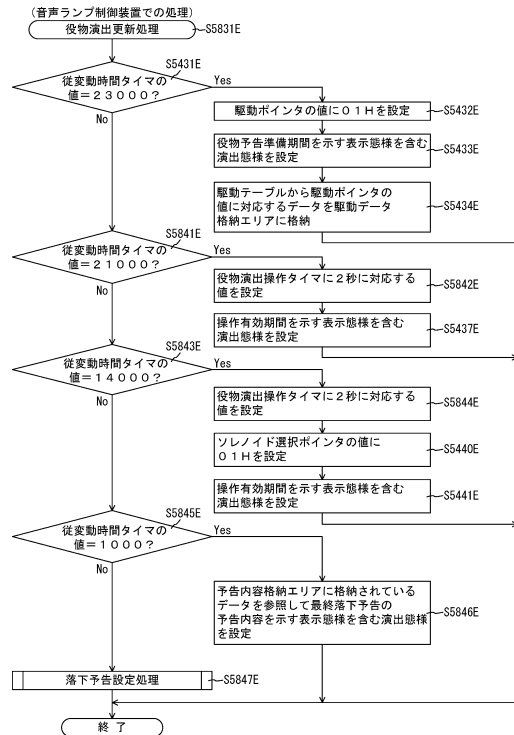 (音声ランプ制御装置での処理)
役物演出更新処理
S5831E
S5431E
従変動時間タイマの
値=23000?
Yes
No
駆動ポインタの値に01Hを設定
S5432E
役物予告準備期間を示す表示態様を含む
演出態様を設定
S5433E
駆動テーブルから駆動ポインタの
値に対応するデータを駆動データ
格納エリアに格納
S5434E
S5841E
従変動時間タイマの
値=21000?
Yes
No
役物演出操作タイマに2秒に対応する
値を設定
S5842E
操作有効期間を示す表示態様を含む
演出態様を設定
S5437E
S5843E
従変動時間タイマの
値=14000?
Yes
No
役物演出操作タイマに2秒に対応する
値を設定
S5844E
ソレノイド選択ポインタの値に
01Hを設定
S5440E
操作有効期間を示す表示態様を含む
演出態様を設定
S5441E
S5845E
従変動時間タイマの
値=1000?
Yes
No
予告内容格納エリアに格納されている
データを参照して最終落下予告の
予告内容を示す表示態様を含む演出態様
を設定
S5846E
落下予告設定処理
S5847E
終了